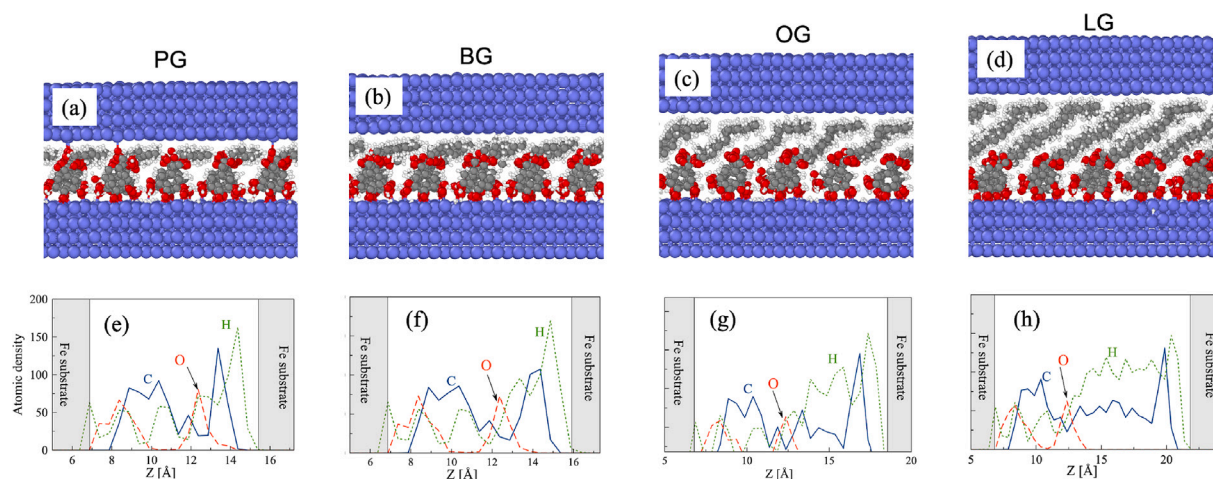 PG
BG
OG
LG
(a)
(b)
(c)
(d)
200
150
100
50
0
Atomic density
Fe substrate
(e)
C
O
H
Fe substrate
6 8 10 12 14 16
Z [Å]
Fe substrate
(f)
C
O
H
Fe substrate
6 8 10 12 14 16
Z [Å]
Fe substrate
(g)
C
O
H
Fe substrate
5 10 15 20
Z [Å]
Fe substrate
(h)
C
O
H
Fe substrate
5 10 15 20
Z [Å]